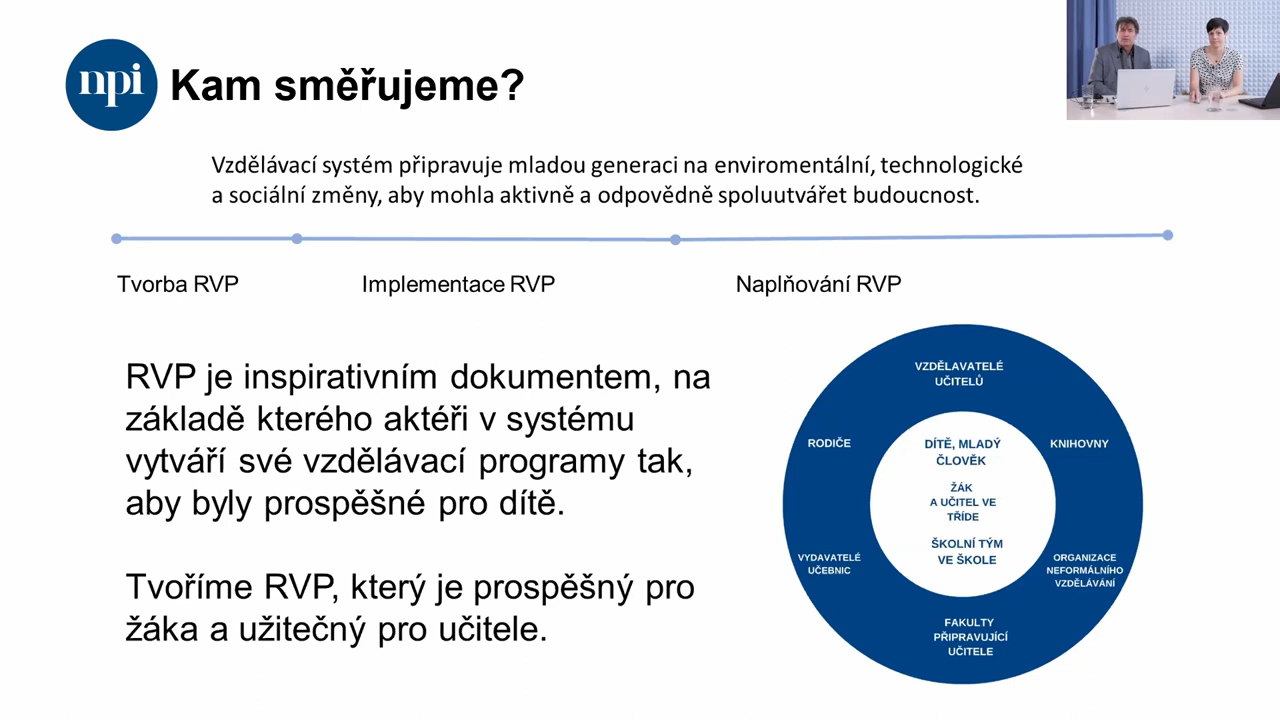 npi
Kam směřujeme?
Vzdělávací systém připravuje mladou generaci na enviromentální, technologické
a sociální změny, aby mohla aktivně a odpovědně spoluutvářet budoucnost.
Tvorba RVP
Implementace RVP
Naplňování RVP
RVP je inspirativním dokumentem, na
základě kterého aktéři v systému
vytváří své vzdělávací programy tak,
aby byly prospěšné pro dítě.
Tvoříme RVP, který je prospěšný pro
žáka a užitečný pro učitele.
VZDĚLAVATELÉ
UČITELŮ
RODIČE
DÍTĚ, MLADÝ
ČLOVĚK
KNIHOVNY
ŽÁK
A UČITEL VE
TŘÍDE
ŠKOLNÍ TÝM
VE ŠKOLE
VYDAVATELÉ
UČEBNIC
ORGANIZACE
NEFORMÁLNÍHO
VZDĚLÁVÁNÍ
FAKULTY
PŘIPRAVUJÍCÍ
UČITELE